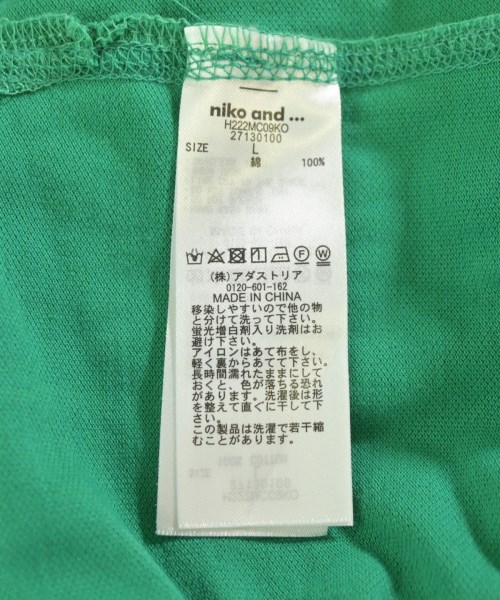 niko and ...
H222MC09KO
27130100
SIZE L
綿 100%
(株)アダストリア
0120-601-162
MADE IN CHINA
移染しやすいので他の物
と分けて洗って下さい。
蛍光増白剤入り洗剤はお
避け下さい。
アイロンはあて布をし、
軽く裏からあてて下さい。
長時間濡れたままにして
おくと、色が落ちる恐れ
があります。洗濯後は形
を整えて直ぐに干して下
さい。
この製品は洗濯で若干縮
むことがあります。